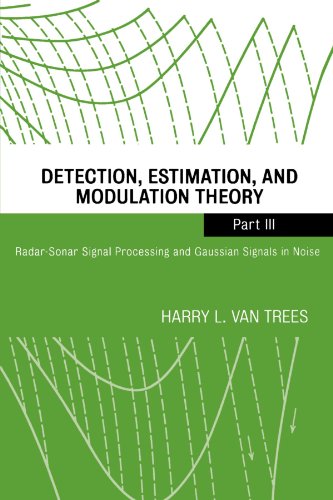 DETECTION, ESTIMATION, AND
MODULATION THEORY
Part III
Radar-Sonar Signal Processing and Gaussian Signals in Noise
HARRY L. VAN TREES